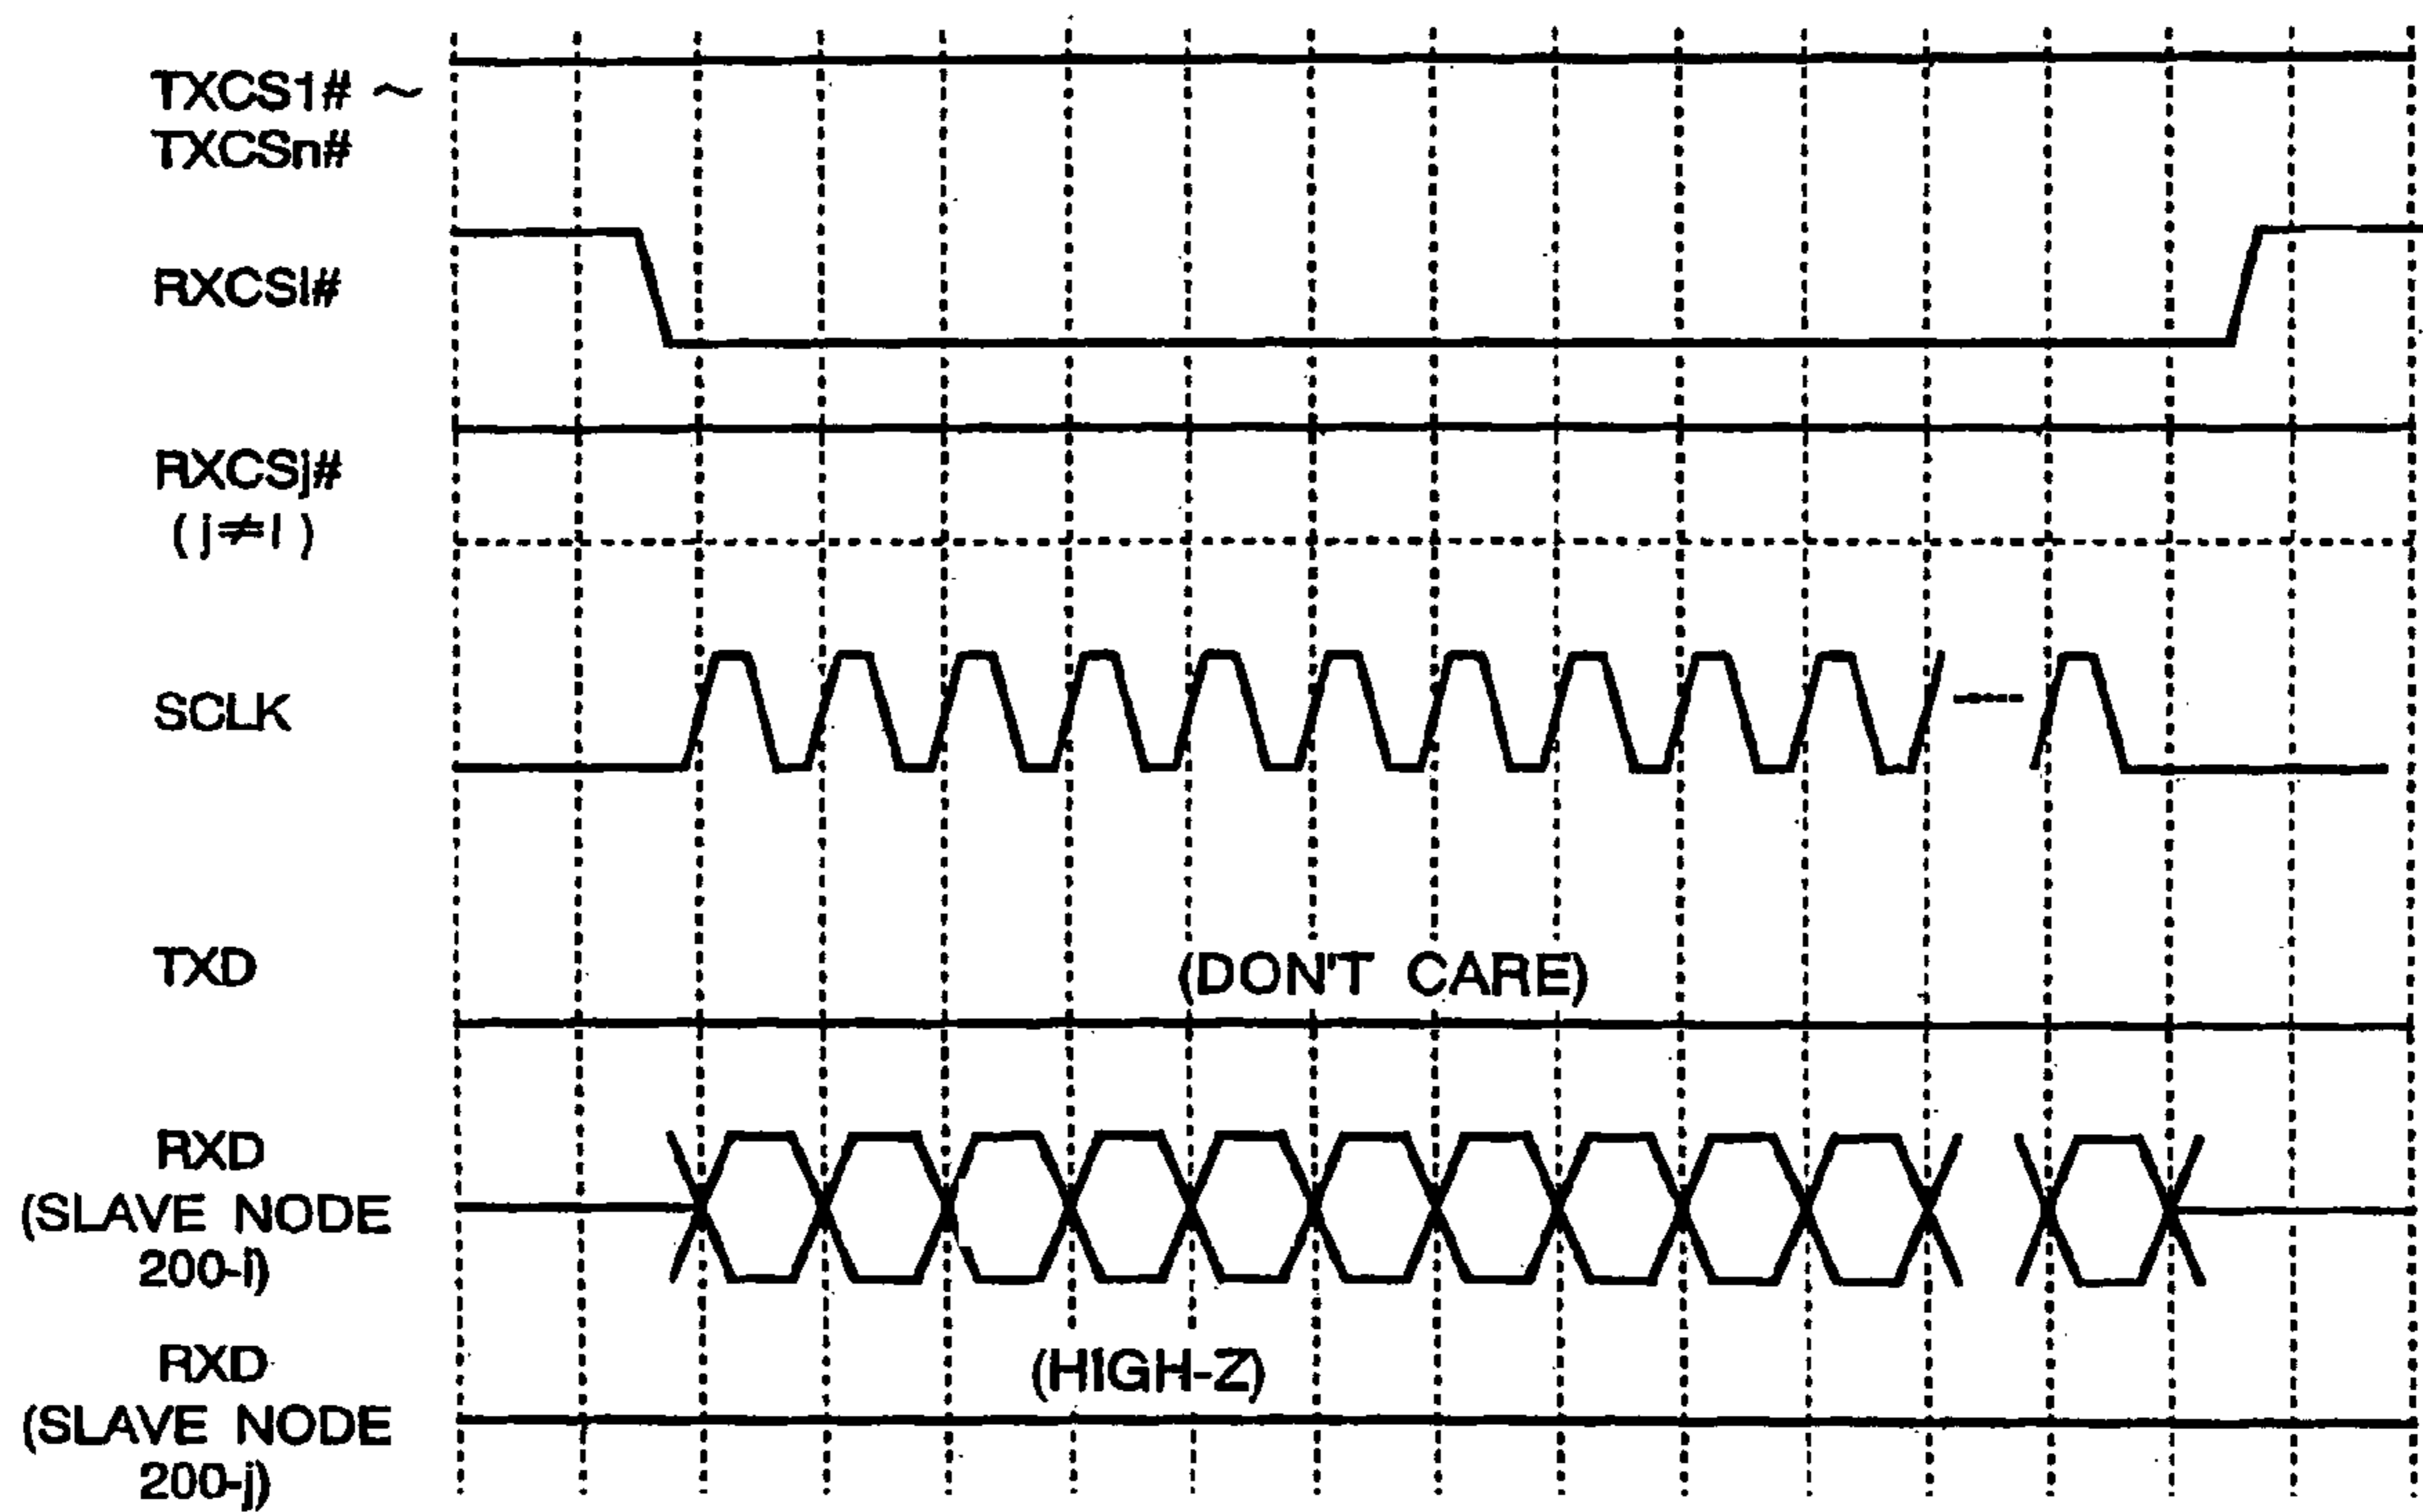 TXCS1# ~
TXCSn#
RXCSi#
RXCSj#
(j≠i)
SCLK
TXD
(DON'T CARE)
RXD
(SLAVE NODE
200-i)
RXD
(HIGH-Z)
(SLAVE NODE
200-j)